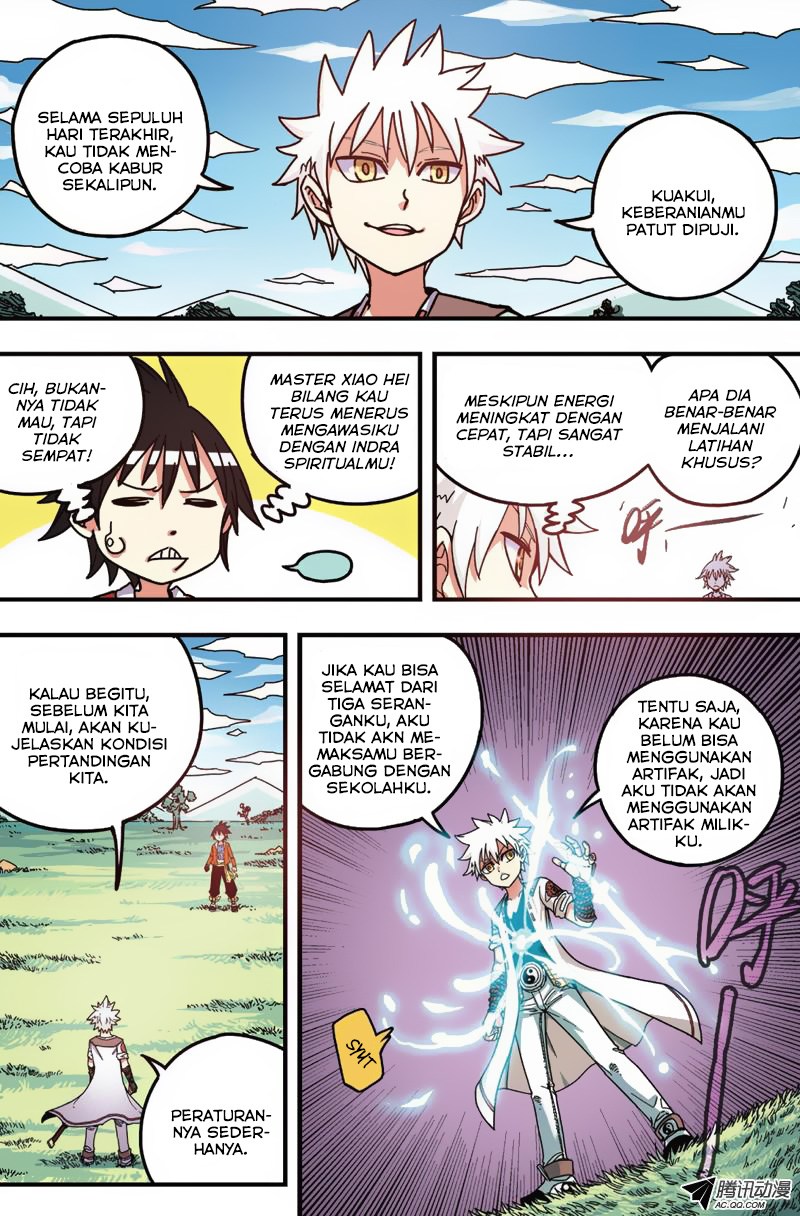 SELAMA SEPULUH
HARI TERAKHIR,
KAU TIDAK MEN-
COBA KABUR
SEKALIPUN.
KUAKUI,
KEBERANIANMU
PATUT DIPUJI.
CIH, BUKAN-
NYA TIDAK
MAU, TAPI
TIDAK
SEMPAT!
MASTER XIAO HEI
BILANG KAU
TERUS MENERUS
MENGAWASIKU
DENGAN INDRA
SPIRITUALMU!
MESKIPUN ENERGI
MENINGKAT DENGAN
CEPAT, TAPI SANGAT
STABIL...
APA DIA
BENAR-BENAR
MENJALANI
LATIHAN
KHUSUS?
呼
KALAU BEGITU,
SEBELUM KITA
MULAI, AKAN KU-
JELASKAN KONDISI
PERTANDINGAN
KITA.
PERATURAN-
NYA SEDER-
HANYA.
JIKA KAU BISA
SELAMAT DARI
TIGA SERAN-
GANKU, AKU
TIDAK AKN ME-
MAKSAMU BER-
GABUNG DENGAN
SEKOLAHKU.
TENTU SAJA,
KARENA KAU
BELUM BISA
MENGGUNAKAN
ARTIFAK, JADI
AKU TIDAK AKAN
MENGGUNAKAN
ARTIFAK MILIK-
KU.
呼
SMT
腾讯动漫
AC.QQ.COM